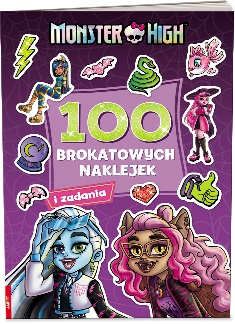 MONSTER HIGH
100
BROKATOWYCH
NAKLEJEK
i zadania